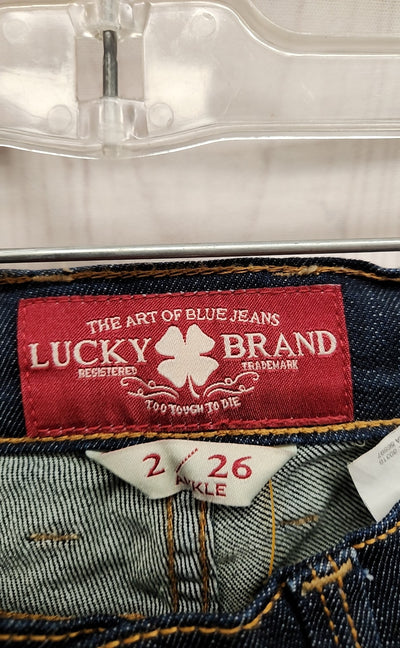 THE ART OF BLUE JEANS
LUCKY BRAND
REGISTERED TRADEMARK
TOO TOUGH TO DIE
2 / 26
ANKLE